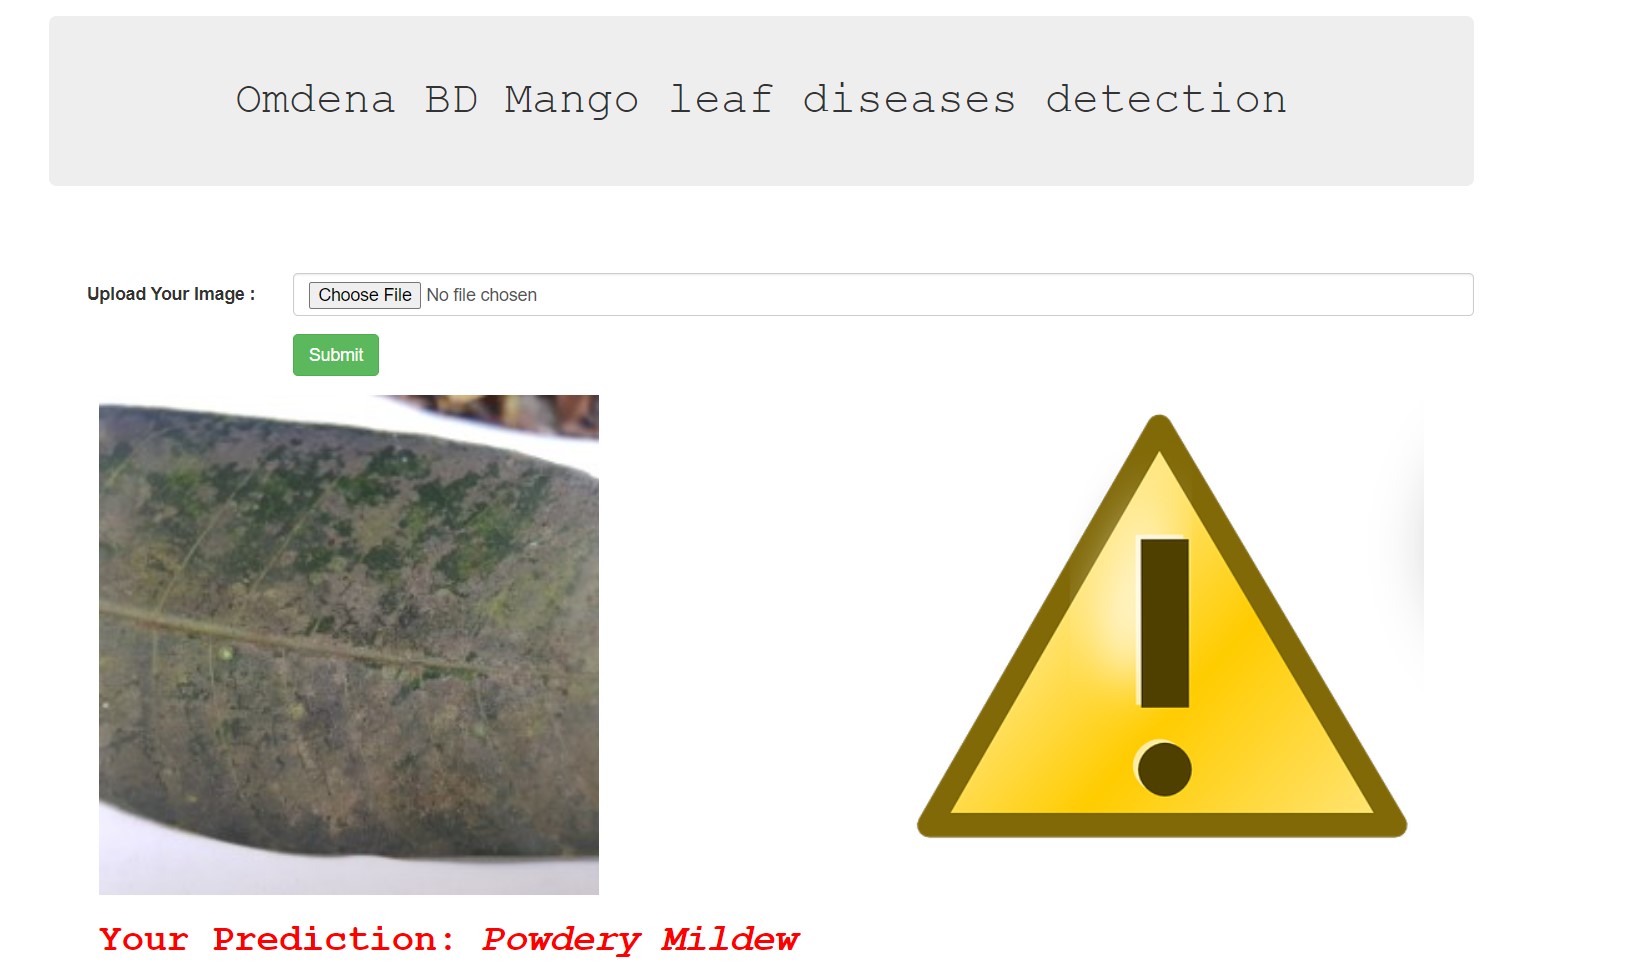 Omdena BD Mango leaf diseases detection
Upload Your Image :
Choose File No file chosen
Submit
Your Prediction: Powdery Mildew